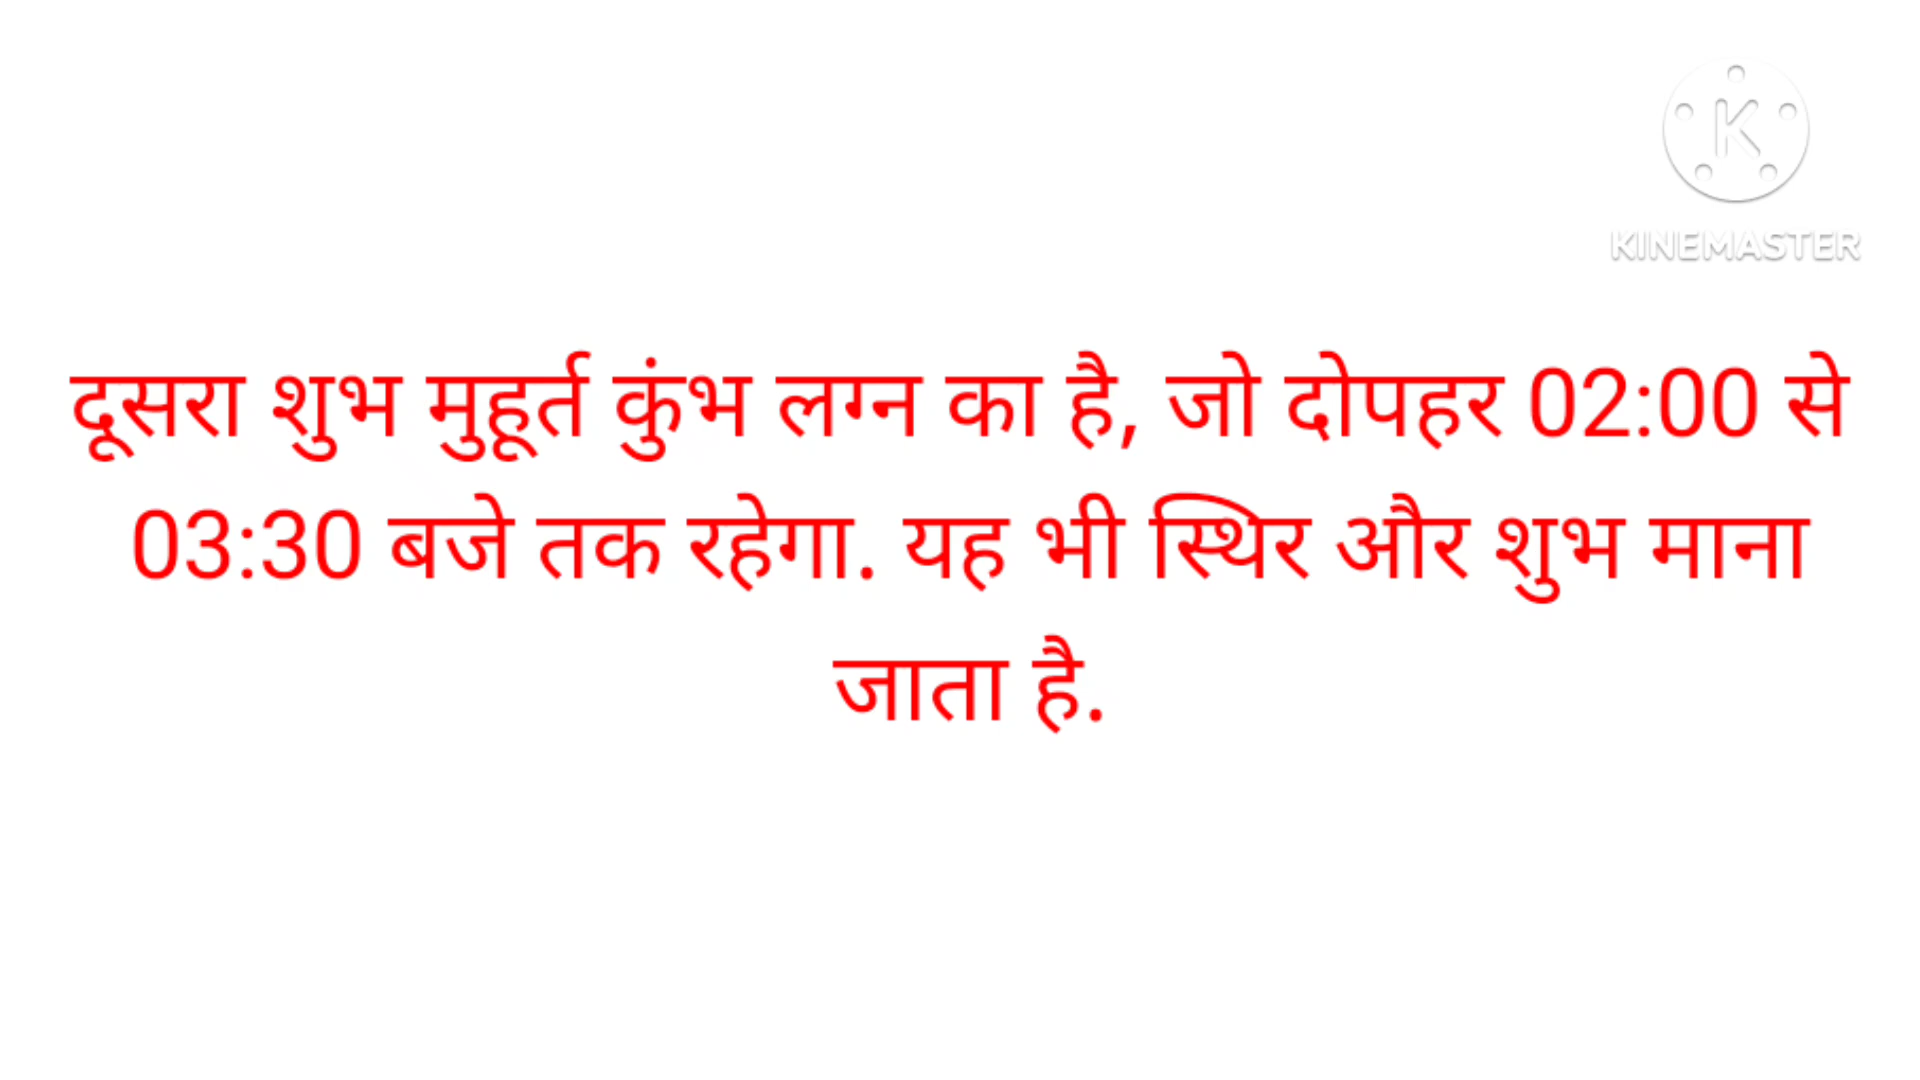 KINEMASTER
दूसरा शुभ मुहूर्त कुंभ लग्न का है, जो दोपहर 02:00 से
03:30 बजे तक रहेगा. यह भी स्थिर और शुभ माना
जाता है.